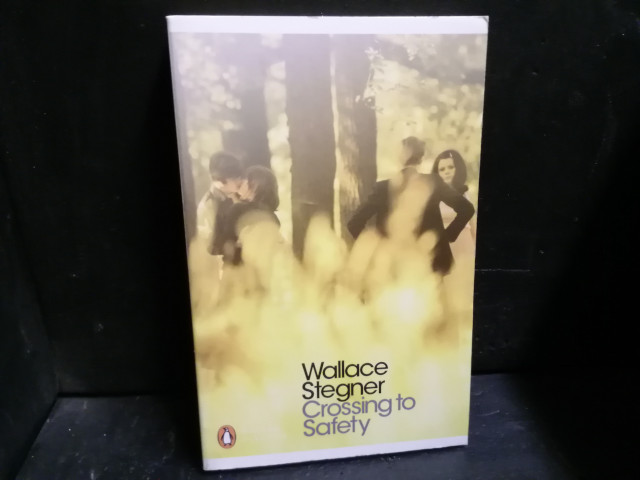 Wallace
Stegner
Crossing to
Safety